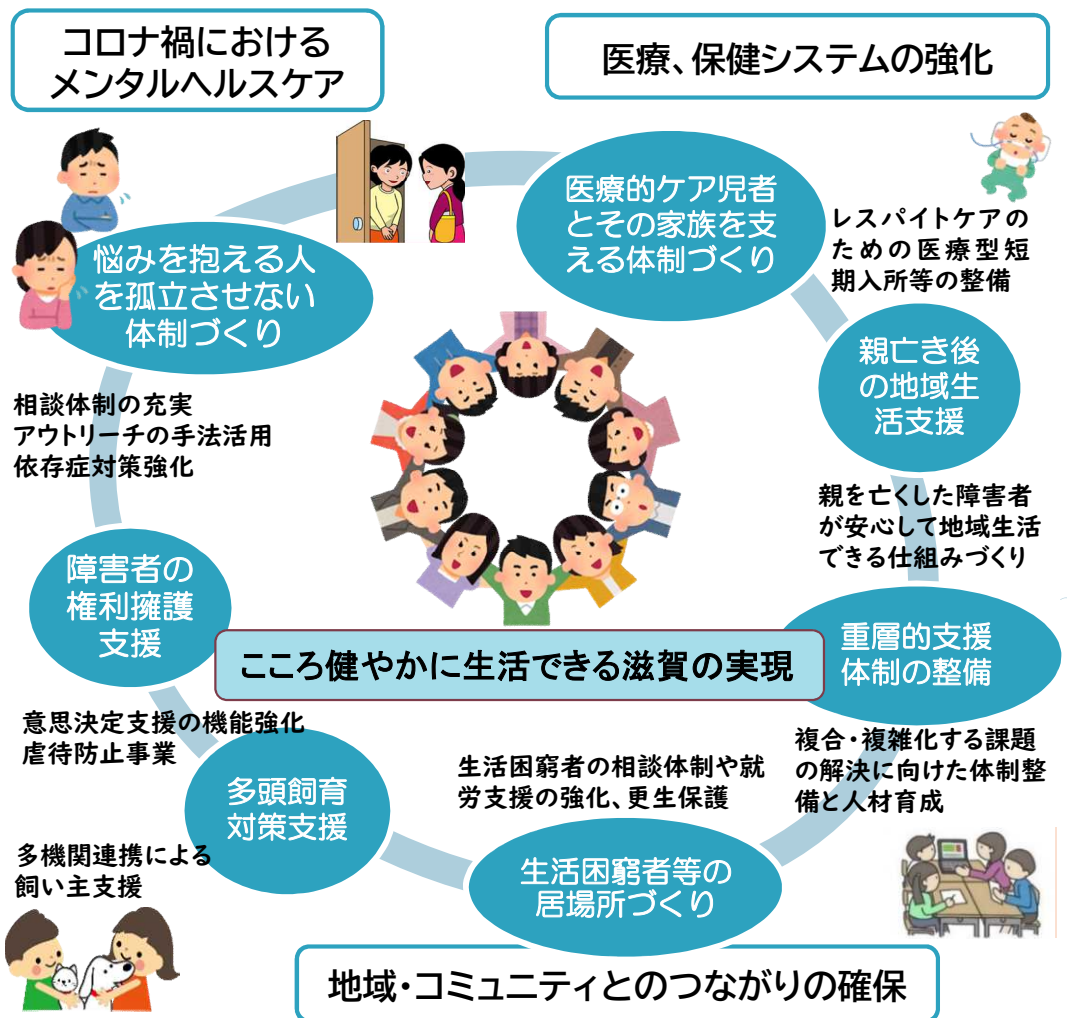 コロナ禍における
メンタルヘルスケア
医療、保健システムの強化
医療的ケア児者
とその家族を支
える体制づくり
レスパイトケアの
ための医療型短
期入所等の整備
悩みを抱える人
を孤立させない
体制づくり
親亡き後
の地域生
活支援
相談体制の充実
アウトリーチの手法活用
依存症対策強化
親を亡くした障害者
が安心して地域生活
できる仕組みづくり
障害者の
権利擁護
支援
こころ健やかに生活できる滋賀の実現
重層的支援
体制の整備
意思決定支援の機能強化
虐待防止事業
複合・複雑化する課題
の解決に向けた体制整
備と人材育成
多頭飼育
対策支援
生活困窮者の相談体制や就
労支援の強化、更生保護
多機関連携による
飼い主支援
生活困窮者等の
居場所づくり
地域・コミュニティとのつながりの確保